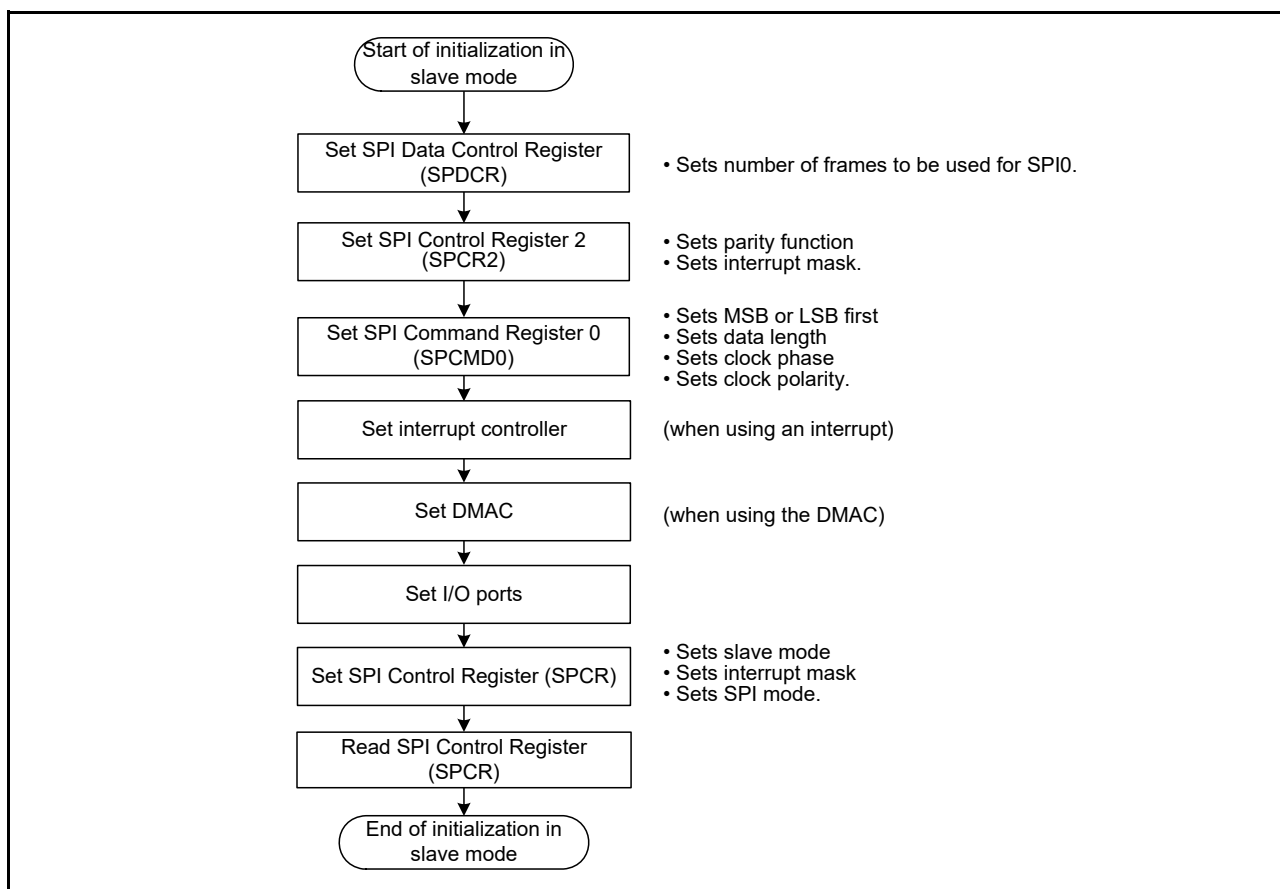 Start of initialization in
slave mode
Set SPI Data Control Register
(SPDCR)
• Sets number of frames to be used for SPI0.
Set SPI Control Register 2
(SPCR2)
• Sets parity function
• Sets interrupt mask.
Set SPI Command Register 0
(SPCMD0)
• Sets MSB or LSB first
• Sets data length
• Sets clock phase
• Sets clock polarity.
Set interrupt controller
(when using an interrupt)
Set DMAC
(when using the DMAC)
Set I/O ports
Set SPI Control Register (SPCR)
• Sets slave mode
• Sets interrupt mask
• Sets SPI mode.
Read SPI Control Register
(SPCR)
End of initialization in
slave mode